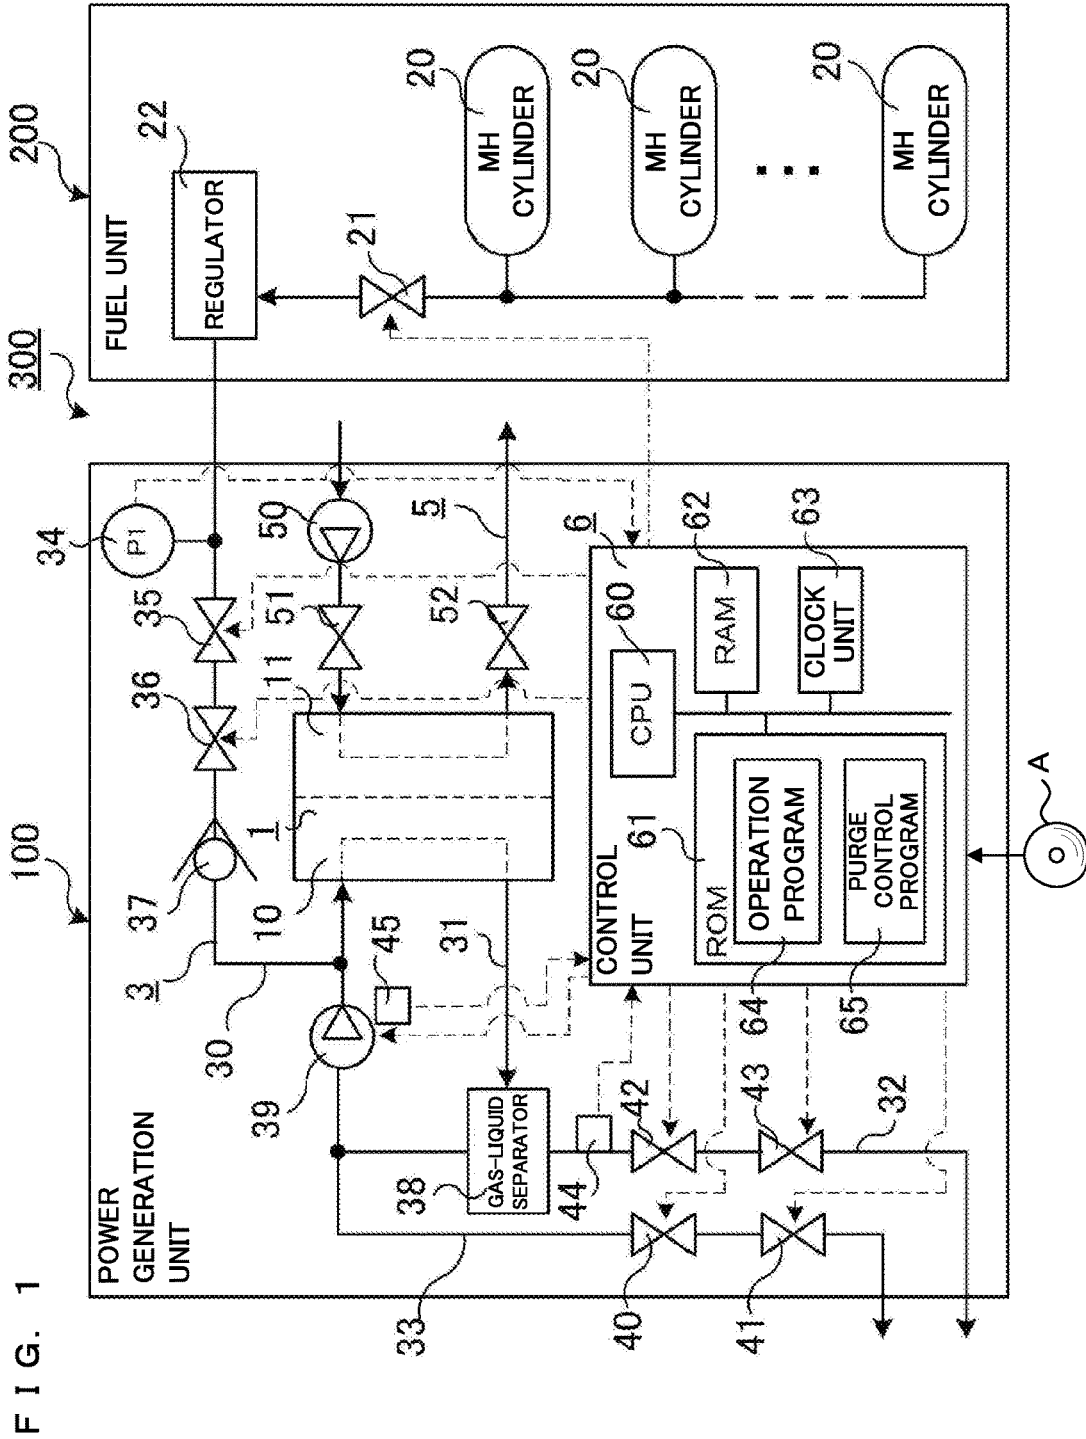 FIG. 1
300
100
200
POWER
GENERATION
UNIT
FUEL UNIT
3
37
36
35
34
P1
22
REGULATOR
30
39
45
10
1
11
51
50
21
31
5
52
33
38
GAS-LIQUID
SEPARATOR
44
42
43
32
40
41
20
MH
CYLINDER
20
MH
CYLINDER
20
MH
CYLINDER
CONTROL
UNIT
6
60
CPU
61
ROM
62
RAM
63
CLOCK
UNIT
64
OPERATION
PROGRAM
65
PURGE
CONTROL
PROGRAM
A